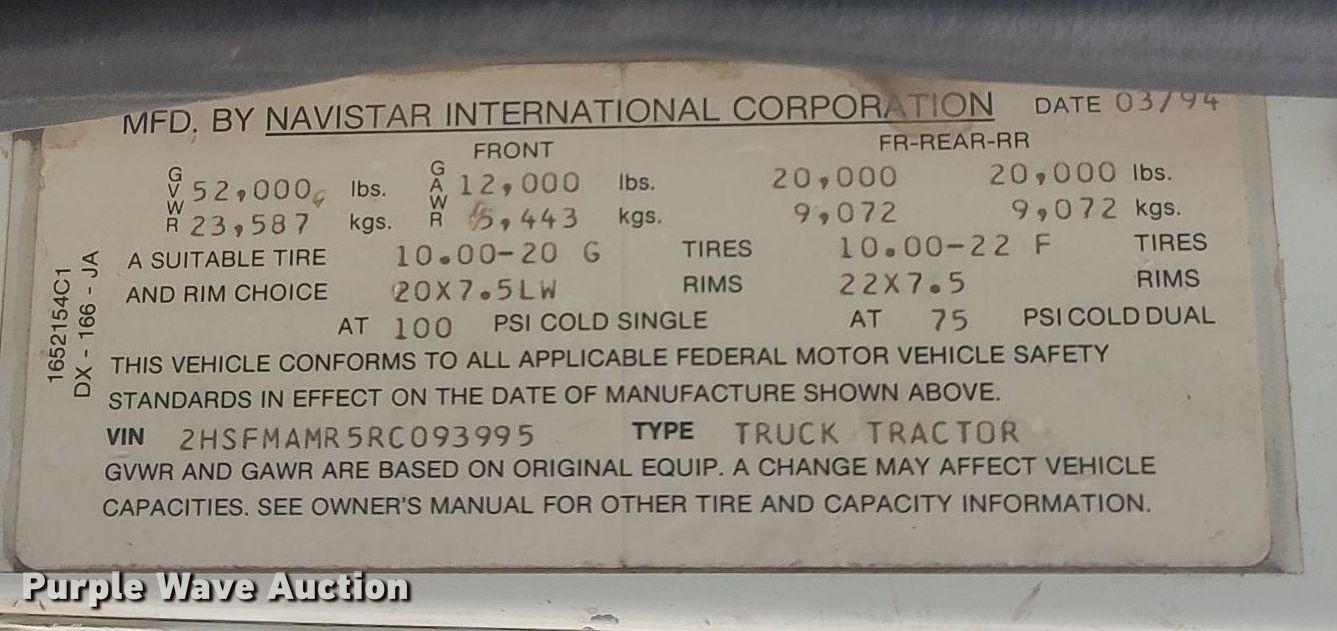 MFD. BY NAVISTAR INTERNATIONAL CORPORATION DATE 03/94
FRONT FR-REAR-RR
GVWR 52,000 lbs. GAWR 12,000 lbs. 20,000 20,000 lbs.
23,587 kgs. 5,443 kgs. 9,072 9,072 kgs.
A SUITABLE TIRE 10.00-20 G TIRES 10.00-22 F TIRES
AND RIM CHOICE 20X7.5LW RIMS 22X7.5 RIMS
AT 100 PSI COLD SINGLE AT 75 PSI COLD DUAL
THIS VEHICLE CONFORMS TO ALL APPLICABLE FEDERAL MOTOR VEHICLE SAFETY
STANDARDS IN EFFECT ON THE DATE OF MANUFACTURE SHOWN ABOVE.
VIN 2HSFMAMR5RC093995 TYPE TRUCK TRACTOR
GVWR AND GAWR ARE BASED ON ORIGINAL EQUIP. A CHANGE MAY AFFECT VEHICLE
CAPACITIES. SEE OWNER'S MANUAL FOR OTHER TIRE AND CAPACITY INFORMATION.
1652154C1
DX - 166 - JA
Purple Wave Auction